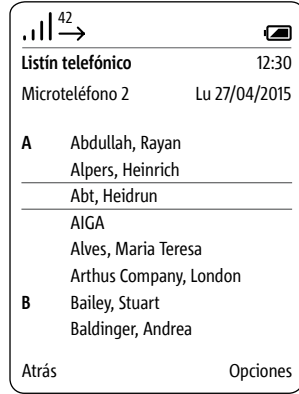 42
Listín telefónico 12:30
Microteléfono 2 Lu 27/04/2015
A Abdullah, Rayan
Alpers, Heinrich
Abt, Heidrun
AIGA
Alves, Maria Teresa
Arthus Company, London
B Bailey, Stuart
Baldinger, Andrea
Atrás Opciones